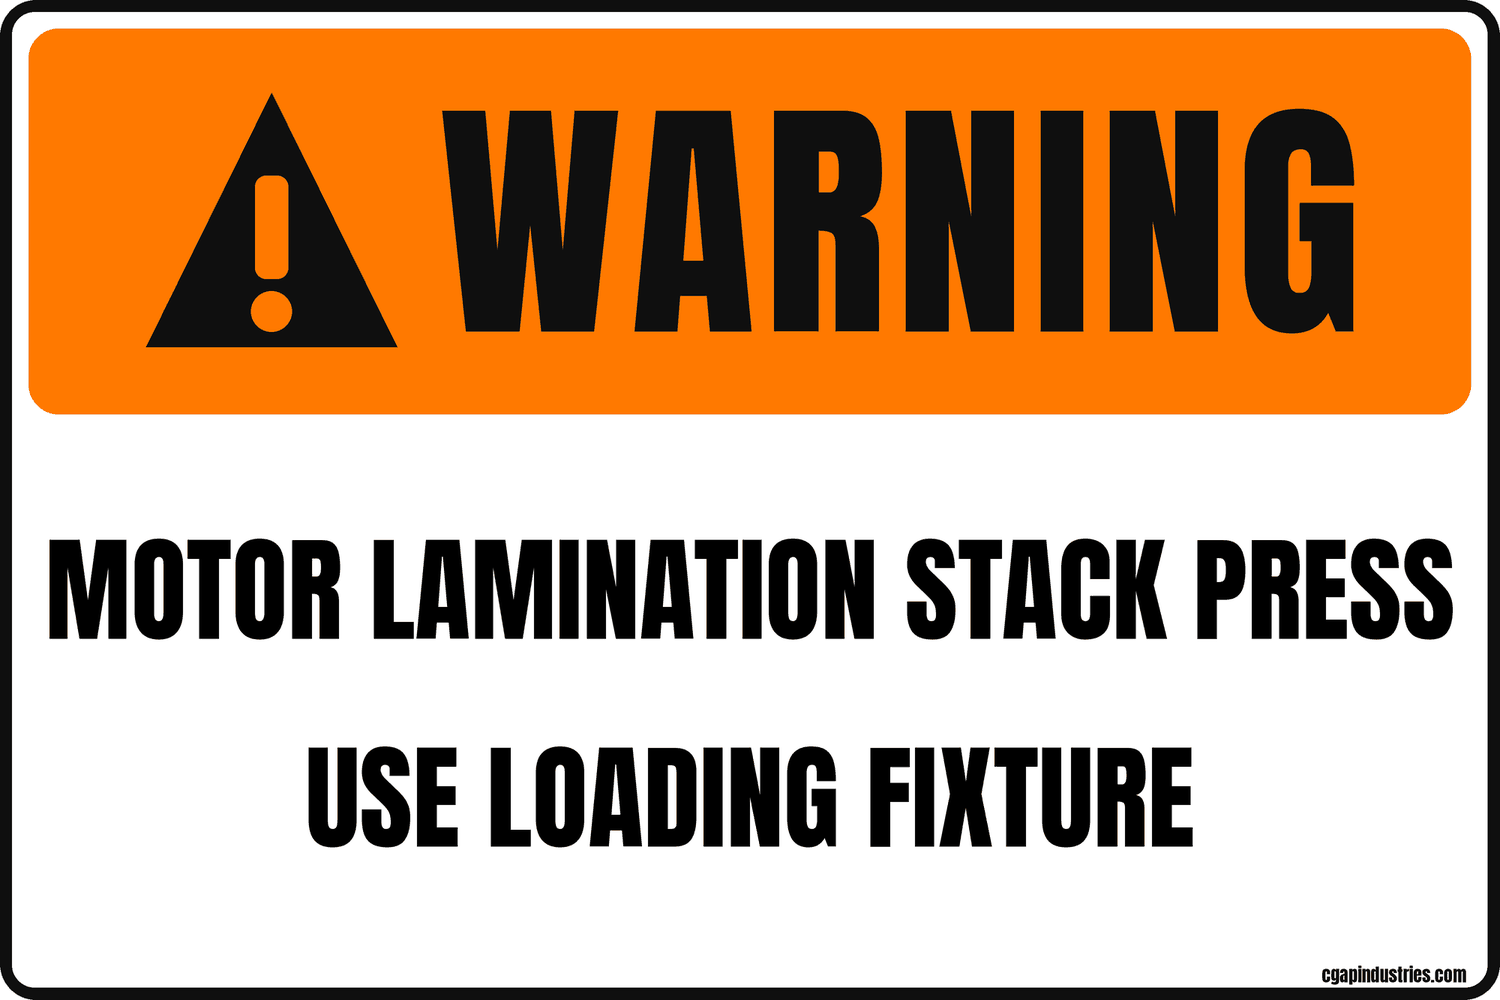 WARNING
MOTOR LAMINATION STACK PRESS
USE LOADING FIXTURE
cgapindustries.com